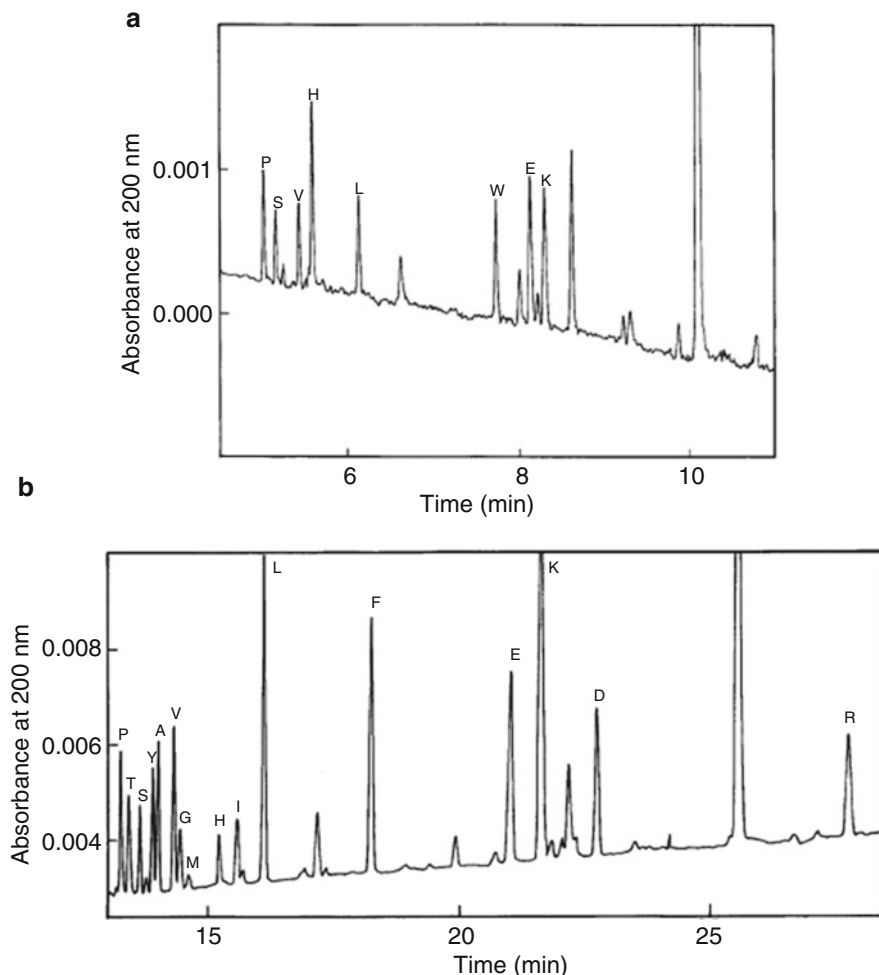 a
H
P
S
V
L
W
E
K
0.001
0.000
Absorbance at 200 nm
6
8
10
Time (min)
b
L
K
F
E
D
R
P
T
S
Y
A
V
G
M
H
I
0.008
0.006
0.004
Absorbance at 200 nm
15
20
25
Time (min)